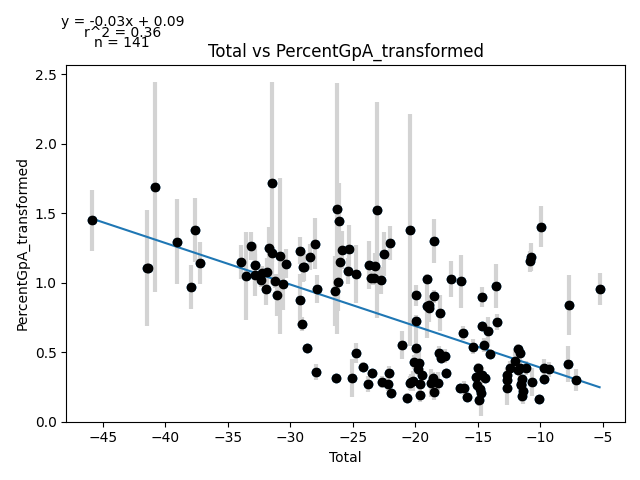 y = -0.03x + 0.09
r^2 = 0.36
n = 141
Total vs PercentGpA_transformed
PercentGpA_transformed
2.5
2.0
1.5
1.0
0.5
0.0
−45
−40
−35
−30
−25
−20
−15
−10
−5
Total